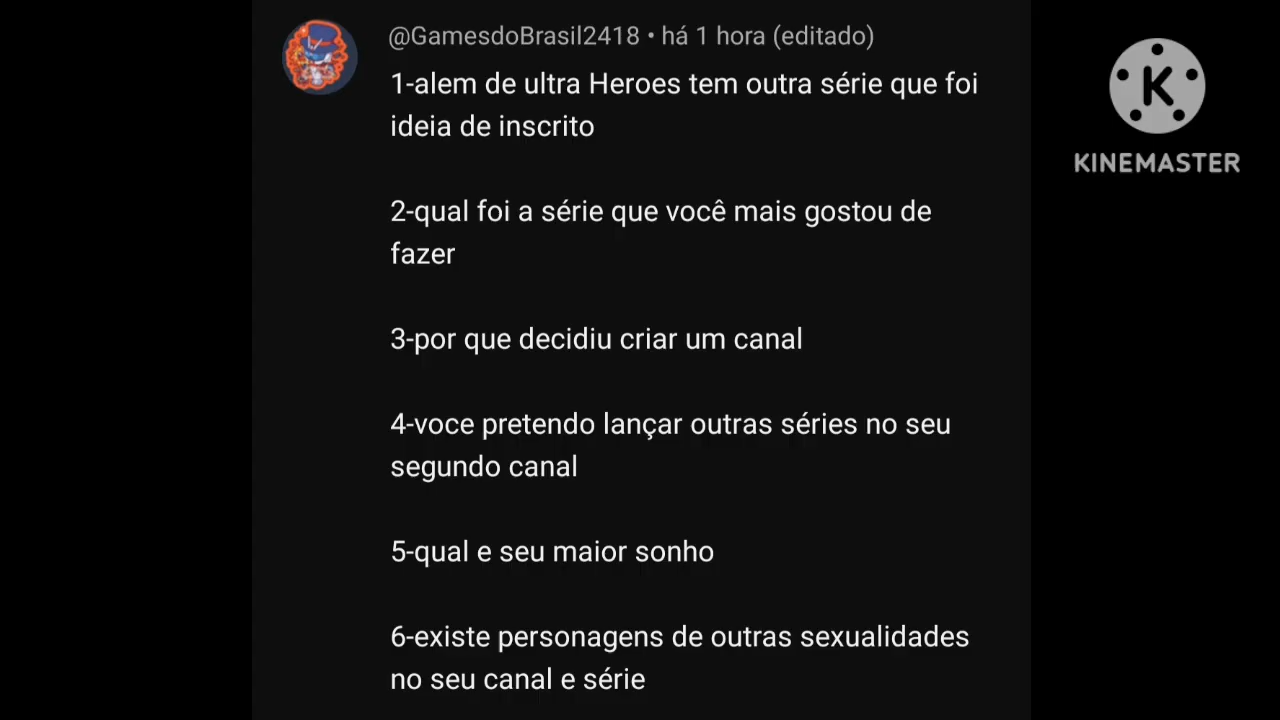 @GamesdoBrasil2418 • há 1 hora (editado)
1-alem de ultra Heroes tem outra série que foi
ideia de inscrito
2-qual foi a série que você mais gostou de
fazer
3-por que decidiu criar um canal
4-voce pretendo lançar outras séries no seu
segundo canal
5-qual e seu maior sonho
6-existe personagens de outras sexualidades
no seu canal e série
K
KINEMASTER